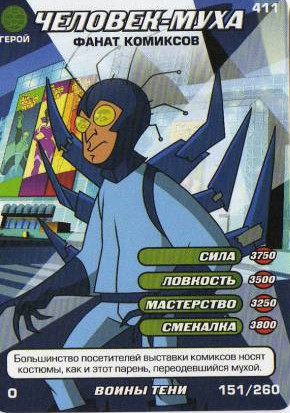 411
ЧЕЛОВЕК-МУХА
ГЕРОЙ
ФАНАТ КОМИКСОВ
СИЛА 3750
ЛОВКОСТЬ 3500
МАСТЕРСТВО 3250
СМЕКАЛКА 3800
Большинство посетителей выставки комиксов носят
костюмы, как и этот парень, переодевшийся мухой.
0 ВОИНЫ ТЕНИ 151/260